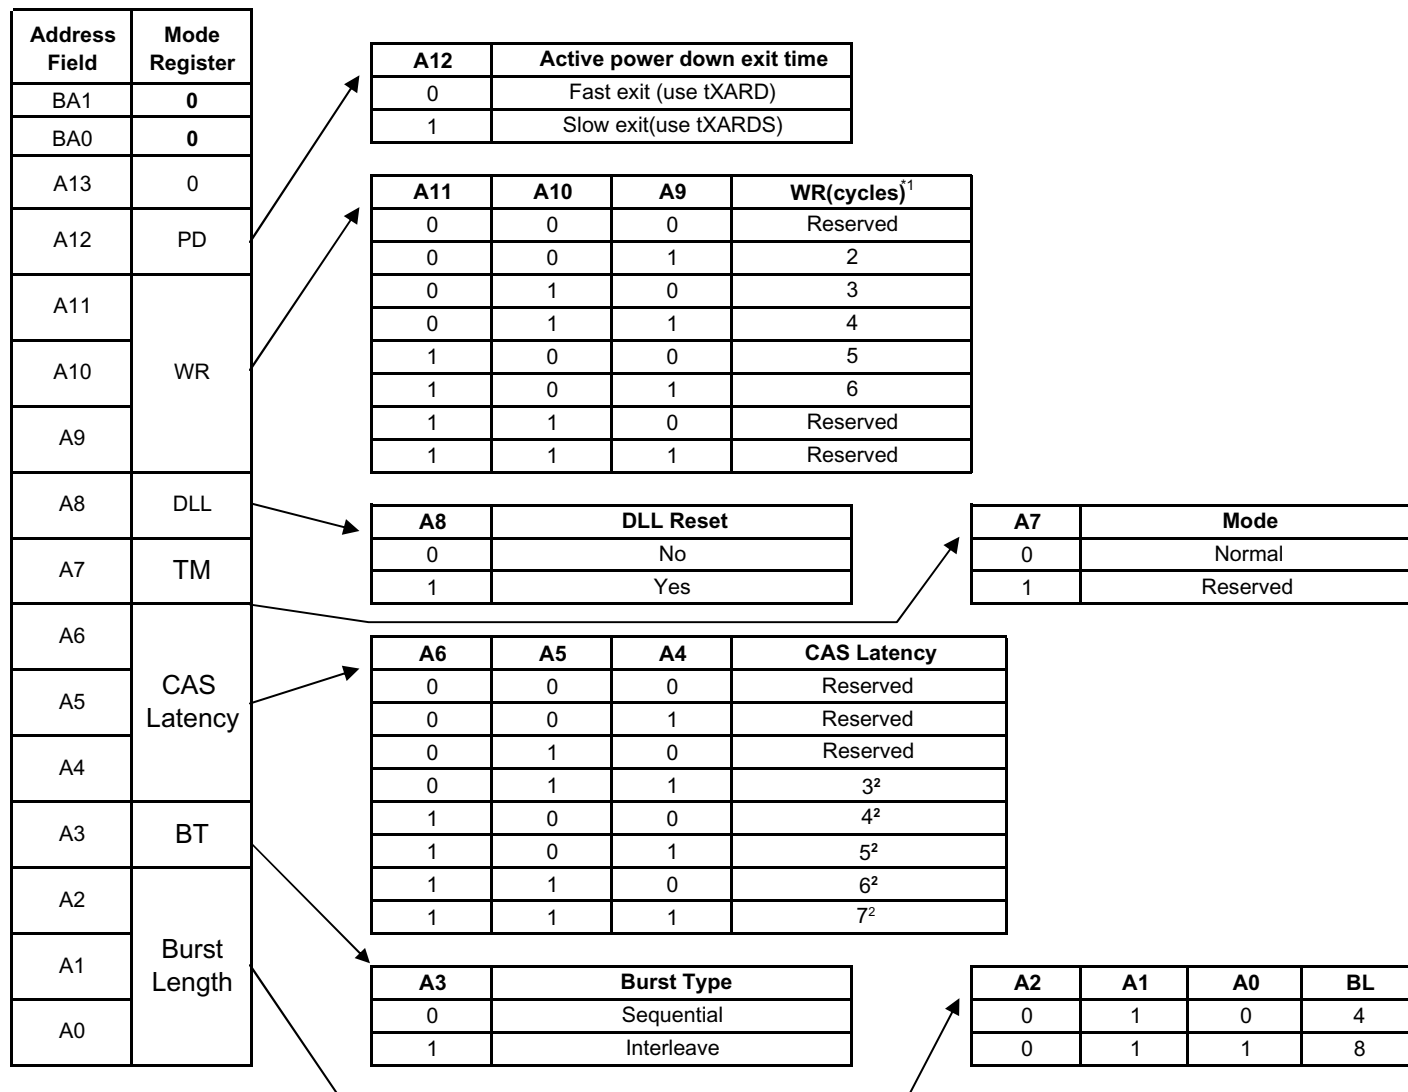 Address Field Mode Register
BA1 0
BA0 0
A13 0
A12 PD
A11
A10 WR
A9
A8 DLL
A7 TM
A6
A5 CAS Latency
A4
A3 BT
A2
A1 Burst Length
A0
A12 Active power down exit time
0 Fast exit (use tXARD)
1 Slow exit(use tXARDS)
A11 A10 A9 WR(cycles)*1
0 0 0 Reserved
0 0 1 2
0 1 0 3
0 1 1 4
1 0 0 5
1 0 1 6
1 1 0 Reserved
1 1 1 Reserved
A8 DLL Reset
0 No
1 Yes
A7 Mode
0 Normal
1 Reserved
A6 A5 A4 CAS Latency
0 0 0 Reserved
0 0 1 Reserved
0 1 0 Reserved
0 1 1 3²
1 0 0 4²
1 0 1 5²
1 1 0 6²
1 1 1 7²
A3 Burst Type
0 Sequential
1 Interleave
A2 A1 A0 BL
0 1 0 4
0 1 1 8